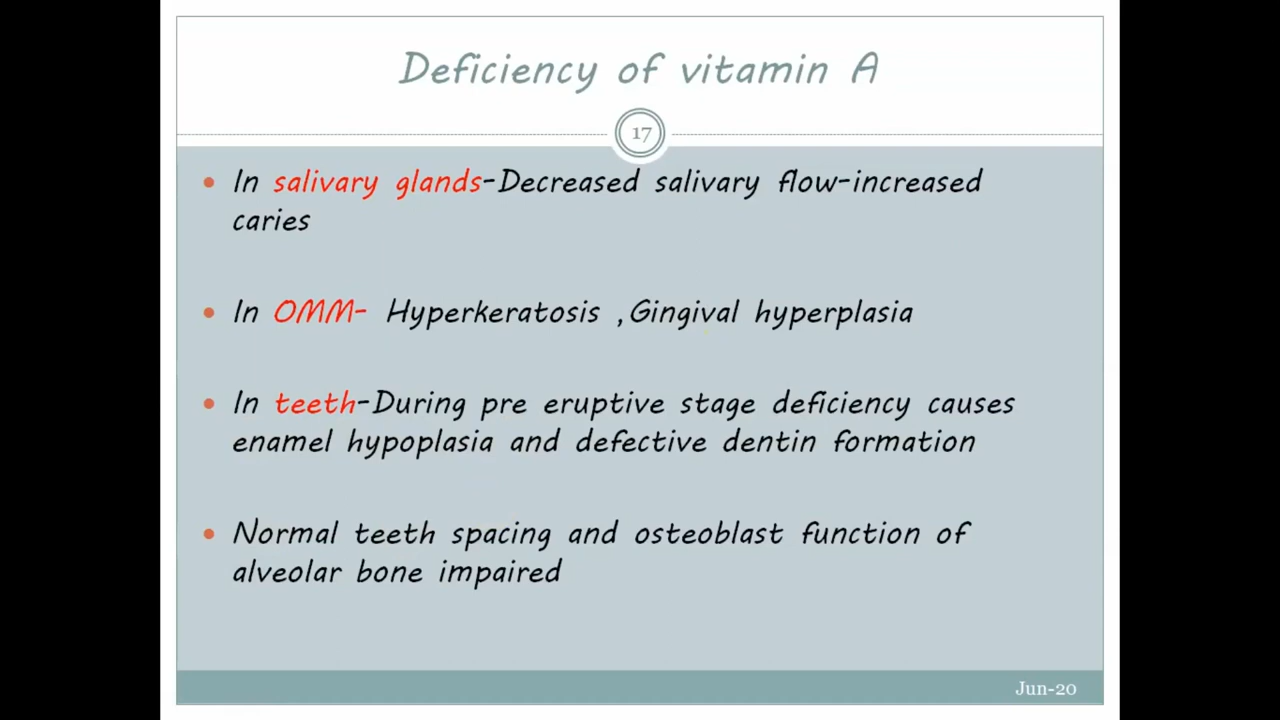 Deficiency of vitamin A
17
• In salivary glands-Decreased salivary flow-increased
caries
• In OMM- Hyperkeratosis ,Gingival hyperplasia
• In teeth-During pre eruptive stage deficiency causes
enamel hypoplasia and defective dentin formation
• Normal teeth spacing and osteoblast function of
alveolar bone impaired
Jun-20